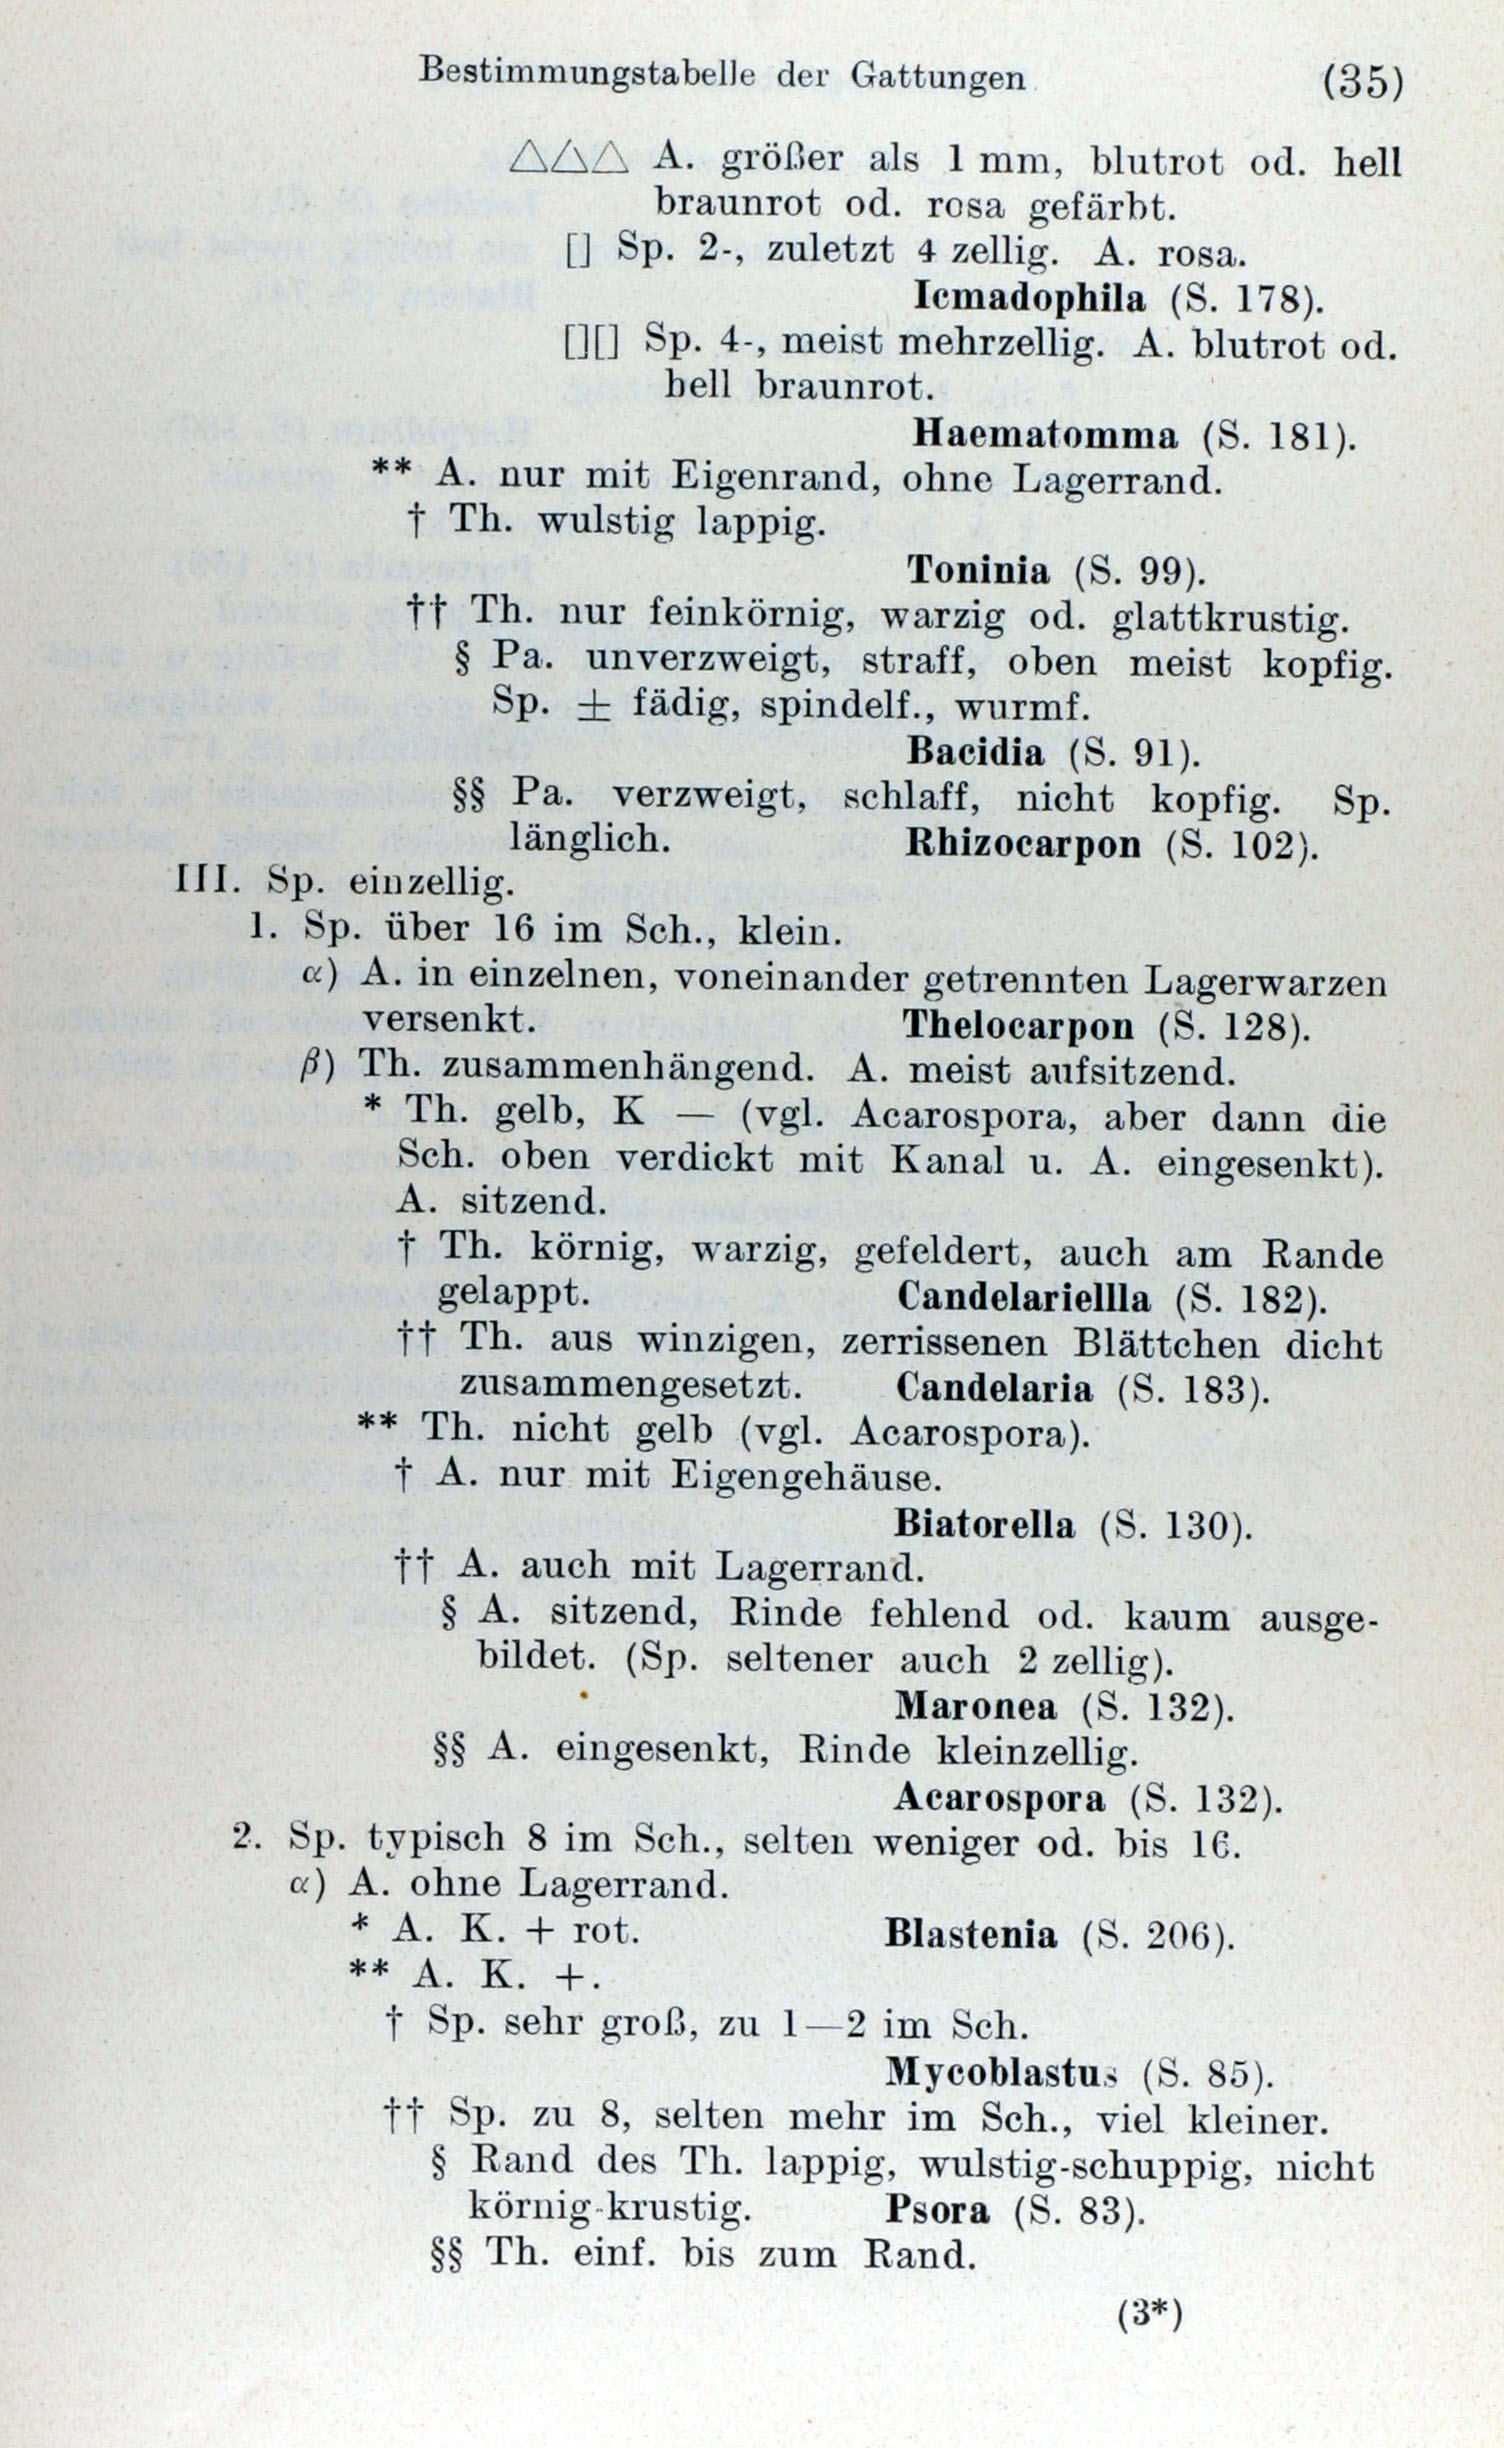 Bestimmungstabelle der Gattungen (35)
△△△ A. größer als 1 mm, blutrot od. hell
braunrot od. rosa gefärbt.
[] Sp. 2-, zuletzt 4 zellig. A. rosa.
Icmadophila (S. 178).
[][] Sp. 4-, meist mehrzellig. A. blutrot od.
hell braunrot.
Haematomma (S. 181).
** A. nur mit Eigenrand, ohne Lagerrand.
† Th. wulstig lappig.
Toninia (S. 99).
†† Th. nur feinkörnig, warzig od. glattkrustig.
§ Pa. unverzweigt, straff, oben meist kopfig.
Sp. ± fädig, spindelf., wurmf.
Bacidia (S. 91).
§§ Pa. verzweigt, schlaff, nicht kopfig. Sp.
länglich. Rhizocarpon (S. 102).
III. Sp. einzellig.
1. Sp. über 16 im Sch., klein.
α) A. in einzelnen, voneinander getrennten Lagerwarzen
versenkt. Thelocarpon (S. 128).
β) Th. zusammenhängend. A. meist aufsitzend.
* Th. gelb, K — (vgl. Acarospora, aber dann die
Sch. oben verdickt mit Kanal u. A. eingesenkt).
A. sitzend.
† Th. körnig, warzig, gefeldert, auch am Rande
gelappt. Candelariellla (S. 182).
†† Th. aus winzigen, zerrissenen Blättchen dicht
zusammengesetzt. Candelaria (S. 183).
** Th. nicht gelb (vgl. Acarospora).
† A. nur mit Eigengehäuse.
Biatorella (S. 130).
†† A. auch mit Lagerrand.
§ A. sitzend, Rinde fehlend od. kaum ausge-
bildet. (Sp. seltener auch 2 zellig).
Maronea (S. 132).
§§ A. eingesenkt, Rinde kleinzellig.
Acarospora (S. 132).
2. Sp. typisch 8 im Sch., selten weniger od. bis 16.
α) A. ohne Lagerrand.
* A. K. + rot. Blastenia (S. 206).
** A. K. +.
† Sp. sehr groß, zu 1—2 im Sch.
Mycoblastus (S. 85).
†† Sp. zu 8, selten mehr im Sch., viel kleiner.
§ Rand des Th. lappig, wulstig-schuppig, nicht
körnig-krustig. Psora (S. 83).
§§ Th. einf. bis zum Rand.
(3*)